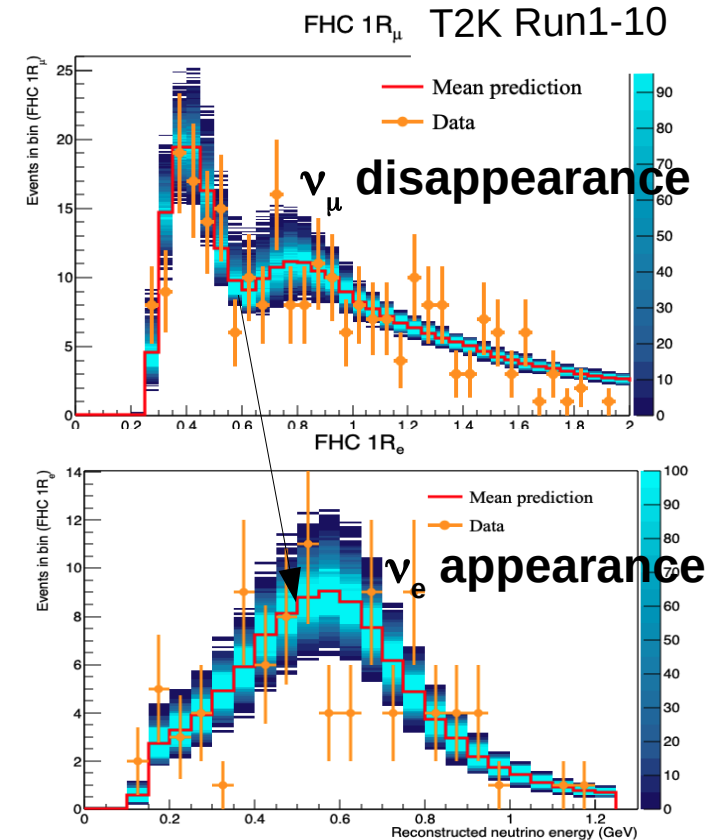 FHC 1Rμ T2K Run1-10
Events in bin (FHC 1Rμ)
25
20
15
10
5
0
Mean prediction
Data
νμ disappearance
90
80
70
60
50
40
30
20
10
0
0 0.2 0.4 0.6 0.8 1 1.2 1.4 1.6 1.8 2
FHC 1Re
Events in bin (FHC 1Re)
14
12
10
8
6
4
2
0
Mean prediction
Data
νe appearance
100
90
80
70
60
50
40
30
20
10
0
0 0.2 0.4 0.6 0.8 1 1.2
Reconstructed neutrino energy (GeV)